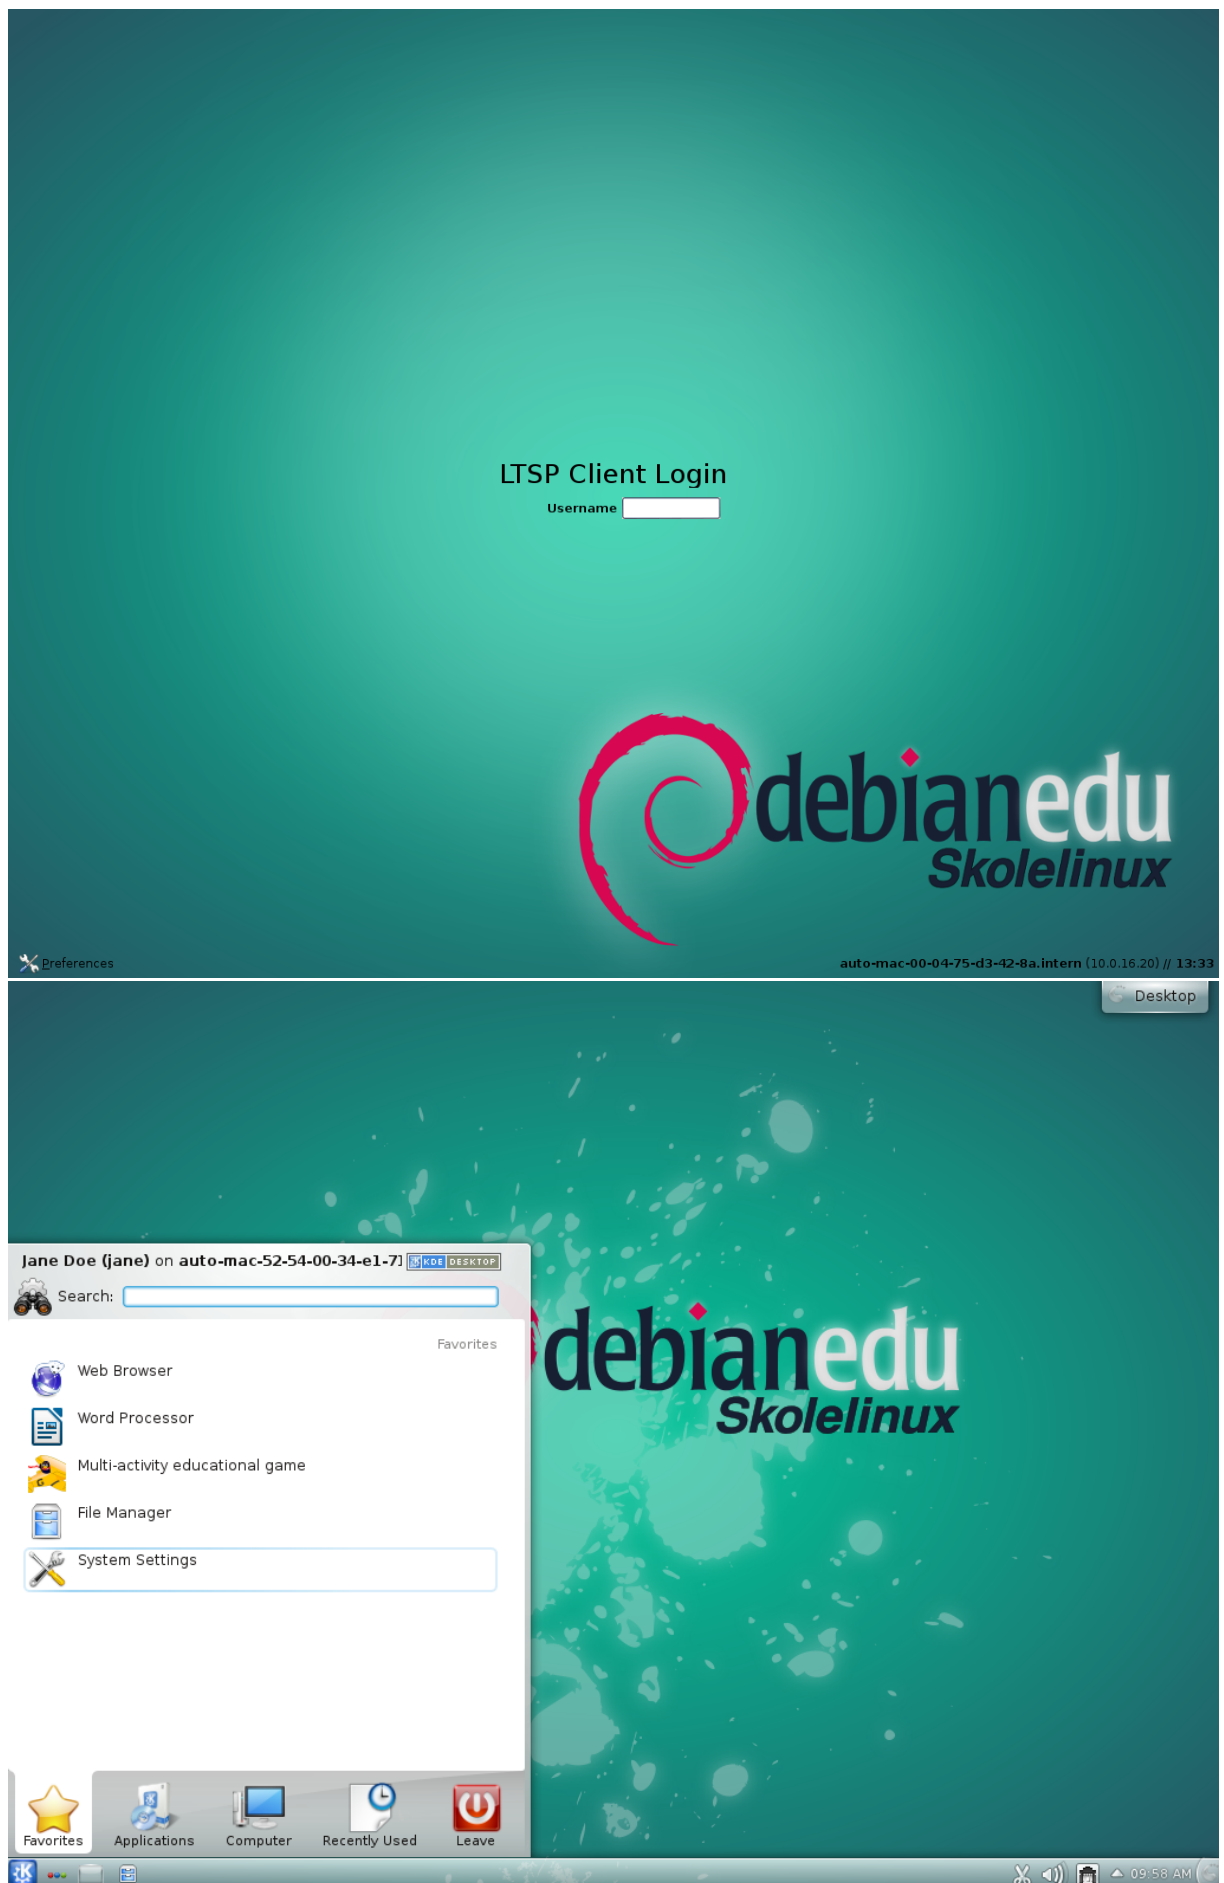 LTSP Client Login
Username
debianedu
Skolelinux
Preferences
auto-mac-00-04-75-d3-42-8a.intern (10.0.16.20) // 13:33
Desktop
Jane Doe (jane) on auto-mac-52-54-00-34-e1-71 KDE DESKTOP
Search:
Favorites
Web Browser
Word Processor
Multi-activity educational game
File Manager
System Settings
debianedu
Skolelinux
Favorites
Applications
Computer
Recently Used
Leave
09:58 AM